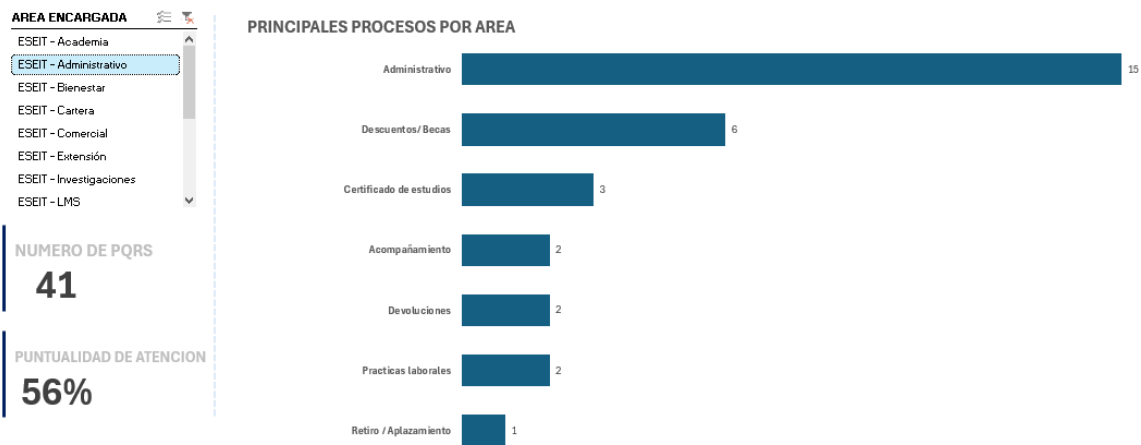 AREA ENCARGADA
ESEIT - Academia
ESEIT - Administrativo
ESEIT - Bienestar
ESEIT - Cartera
ESEIT - Comercial
ESEIT - Extensión
ESEIT - Investigaciones
ESEIT - LMS
NUMERO DE PQRS
41
PUNTUALIDAD DE ATENCION
56%
PRINCIPALES PROCESOS POR AREA
Administrativo 15
Descuentos/Becas 6
Certificado de estudios 3
Acompañamiento 2
Devoluciones 2
Practicas laborales 2
Retiro / Aplazamiento 1